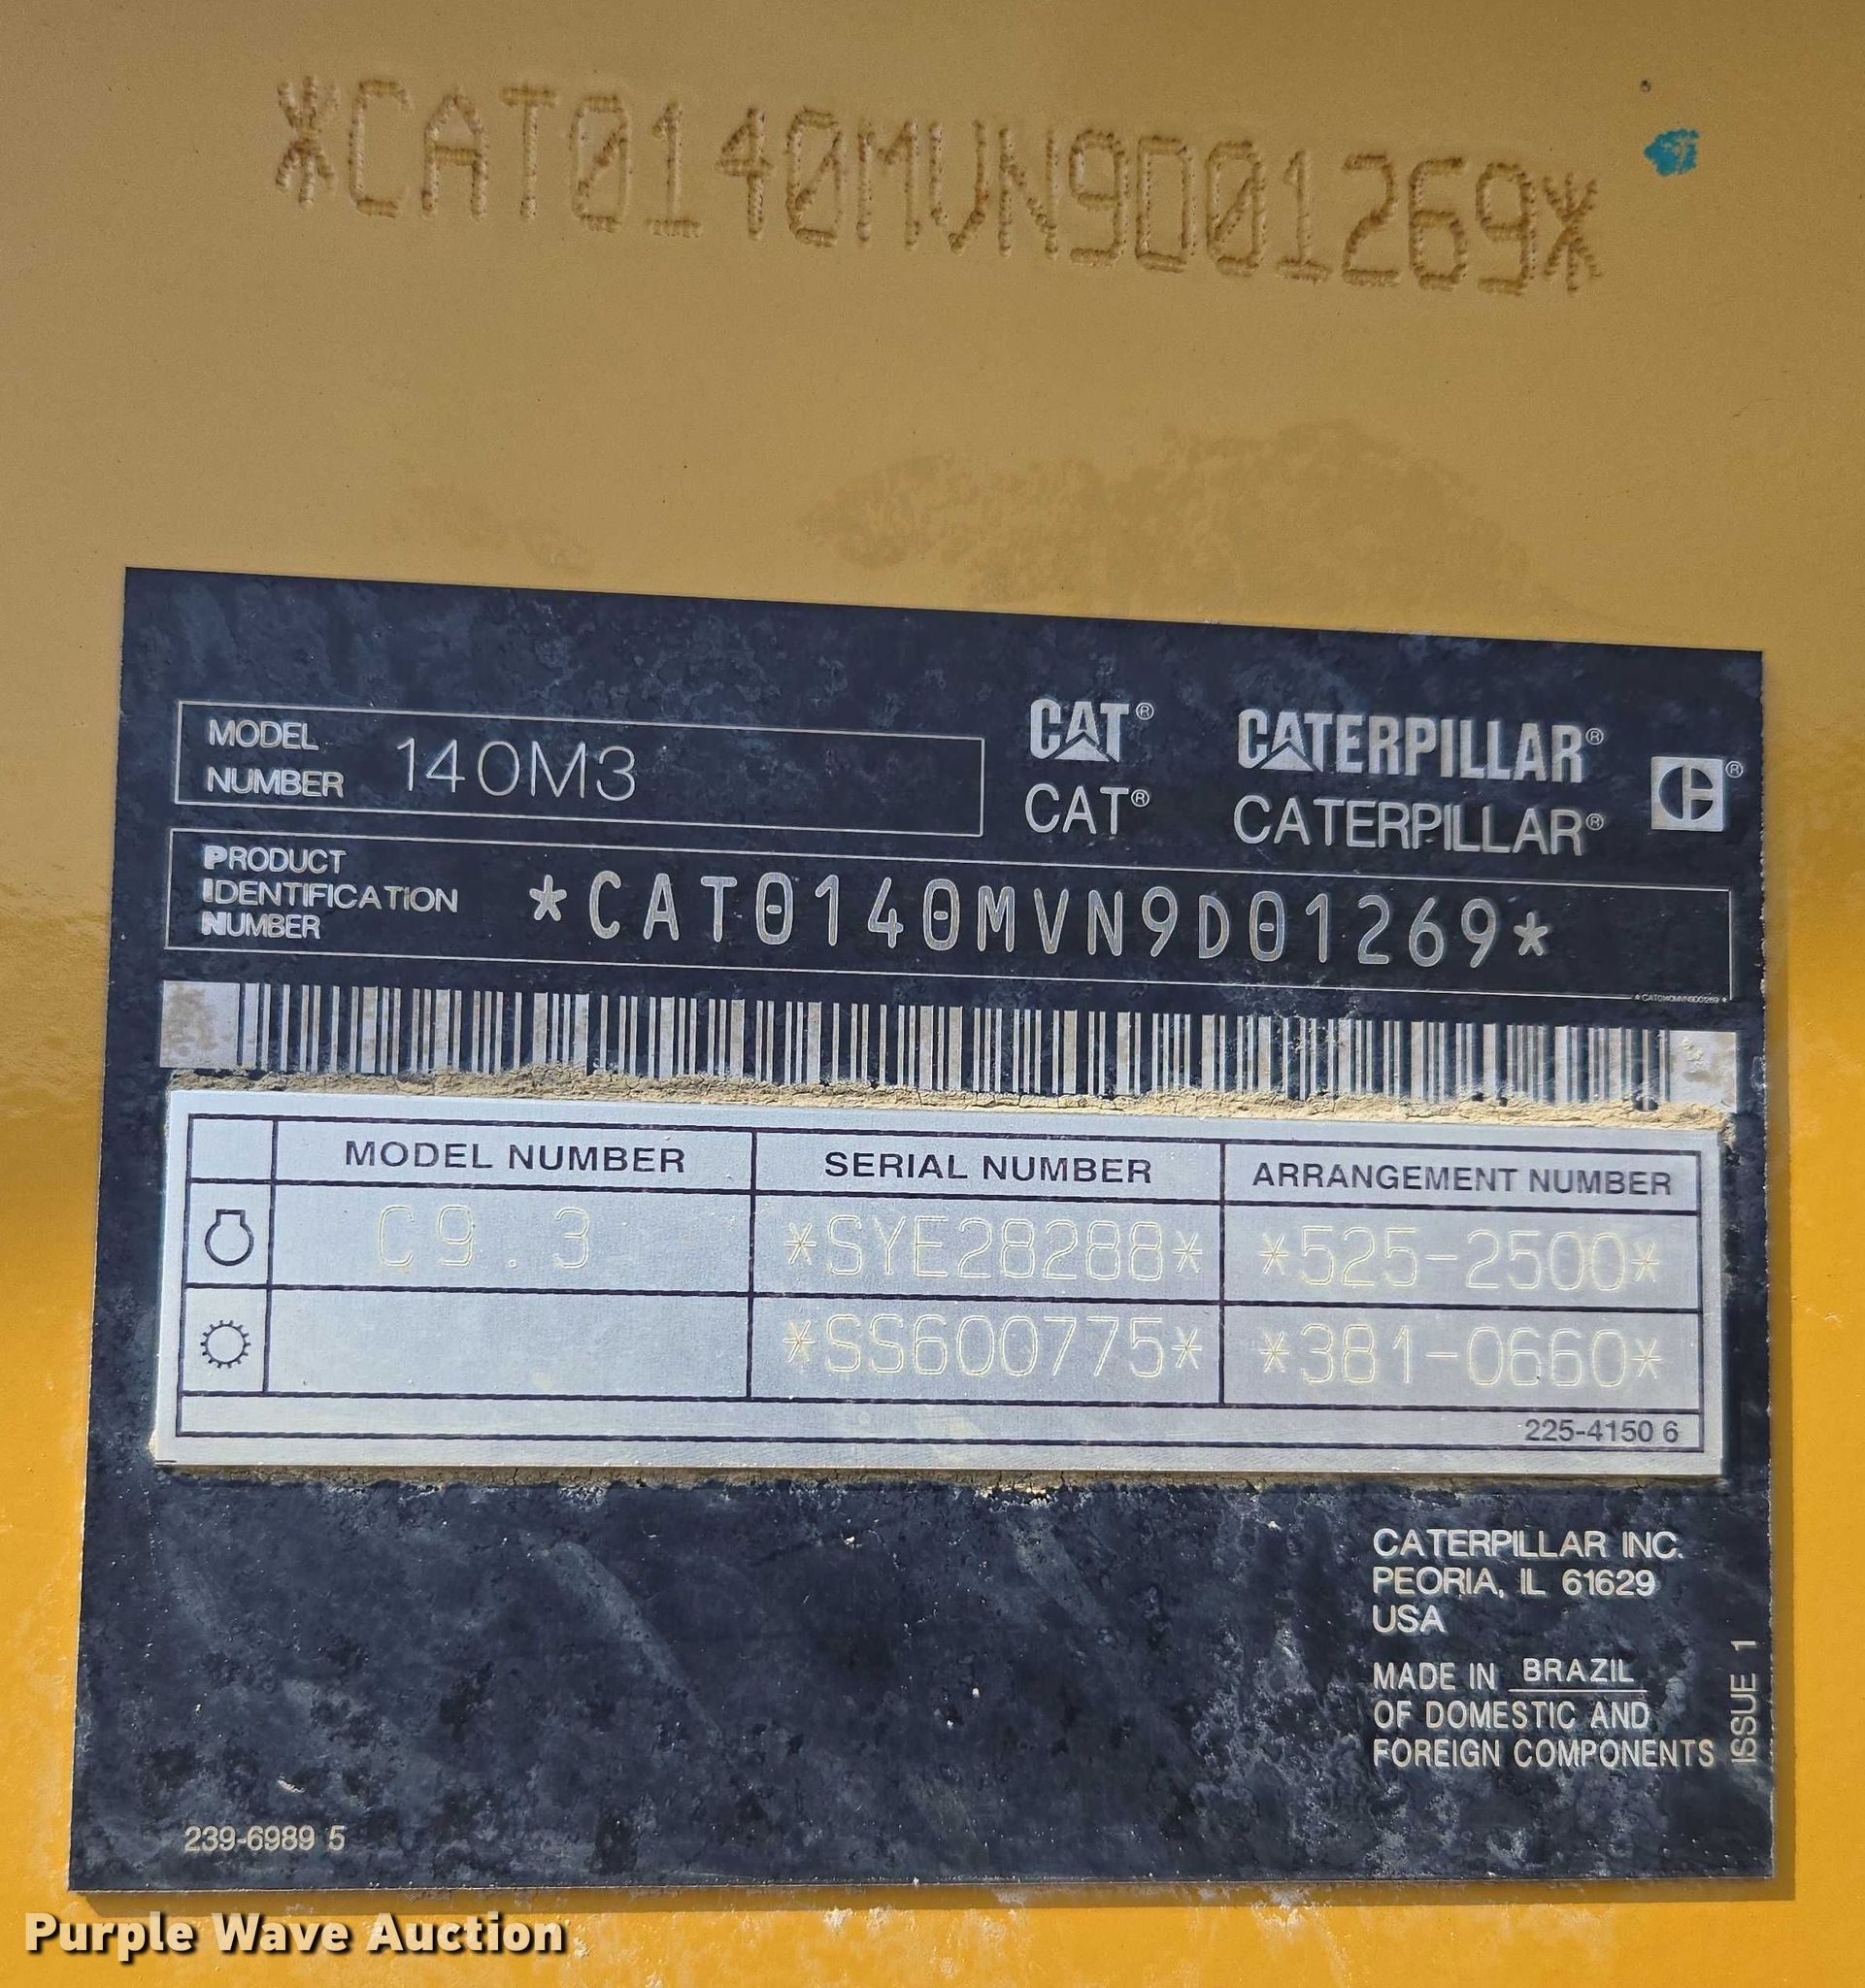 *CAT0140MVN9D01269*
MODEL NUMBER 140M3
CAT® CATERPILLAR®
CAT® CATERPILLAR® ®
PRODUCT
IDENTIFICATION
NUMBER
*CAT0140MVN9D01269*
*CAT0140MVN9D01269*
MODEL NUMBER SERIAL NUMBER ARRANGEMENT NUMBER
C9.3 *SYE28288* *525-2500*
*SS600775* *381-0660*
225-4150 6
CATERPILLAR INC.
PEORIA, IL 61629
USA
MADE IN BRAZIL
OF DOMESTIC AND
FOREIGN COMPONENTS
ISSUE 1
239-6989 5
Purple Wave Auction